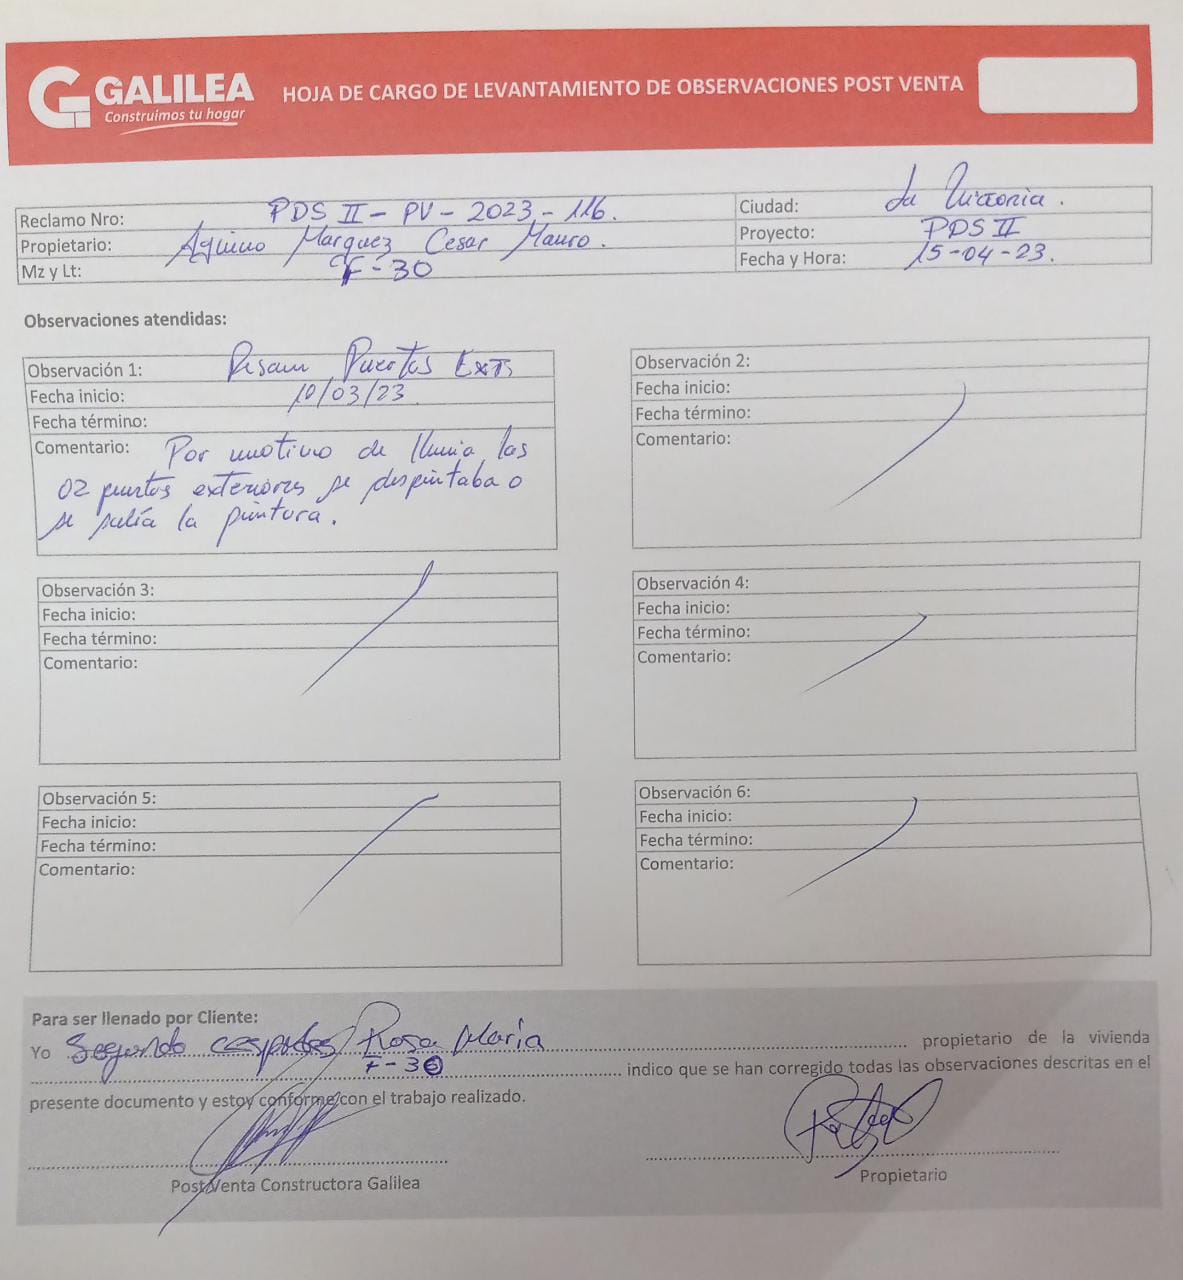 GALILEA
Construimos tu hogar
HOJA DE CARGO DE LEVANTAMIENTO DE OBSERVACIONES POST VENTA
Reclamo Nro: PDS II - PV - 2023 - 116.
Propietario: Aquino Marquez Cesar Mauro.
Mz y Lt: F - 30
Ciudad: La Victoria.
Proyecto: PDS II
Fecha y Hora: 15-04-23.
Observaciones atendidas:
Observación 1: Puertas Ext
Fecha inicio: 10/03/23
Fecha término:
Comentario: Por motivo de lluvia las
02 puertas exteriores se despintaba o
se salía la pintura.
Observación 2:
Fecha inicio:
Fecha término:
Comentario:
Observación 3:
Fecha inicio:
Fecha término:
Comentario:
Observación 4:
Fecha inicio:
Fecha término:
Comentario:
Observación 5:
Fecha inicio:
Fecha término:
Comentario:
Observación 6:
Fecha inicio:
Fecha término:
Comentario:
Para ser llenado por Cliente:
Yo Segundo Rosa María propietario de la vivienda
F-30 indico que se han corregido todas las observaciones descritas en el
presente documento y estoy conforme con el trabajo realizado.
Post Venta Constructora Galilea
Propietario